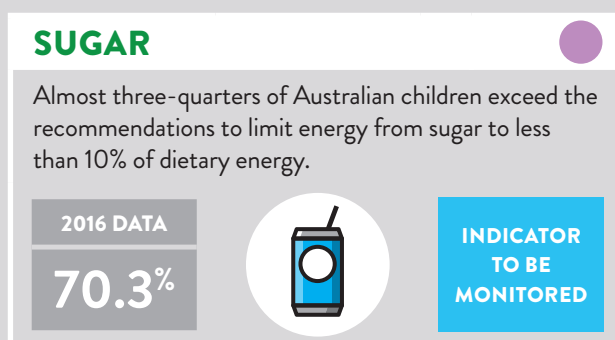 SUGAR
Almost three-quarters of Australian children exceed the
recommendations to limit energy from sugar to less
than 10% of dietary energy.
2016 DATA
70.3%
INDICATOR
TO BE
MONITORED